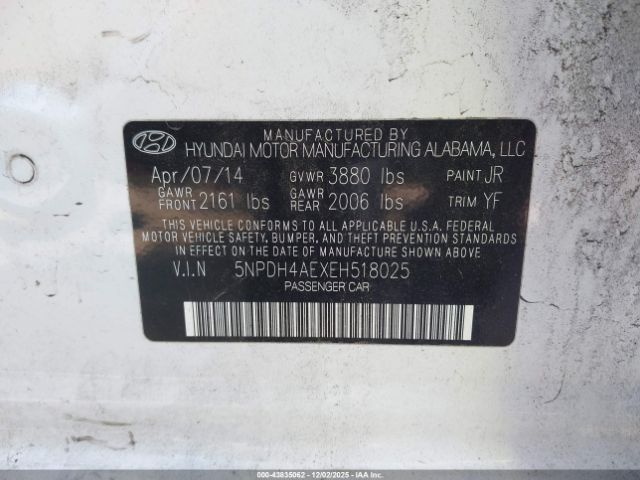 MANUFACTURED BY
HYUNDAI MOTOR MANUFACTURING ALABAMA, LLC
Apr/07/14 GVWR 3880 lbs PAINT JR
GAWR FRONT 2161 lbs GAWR REAR 2006 lbs TRIM YF
THIS VEHICLE CONFORMS TO ALL APPLICABLE U.S.A. FEDERAL
MOTOR VEHICLE SAFETY, BUMPER, AND THEFT PREVENTION
STANDARDS IN EFFECT ON THE DATE OF MANUFACTURE SHOWN ABOVE
V.I.N 5NPDH4AEXEH518025
PASSENGER CAR
© IAA - 43835062 - 12/02/2025 - IAAI.COM